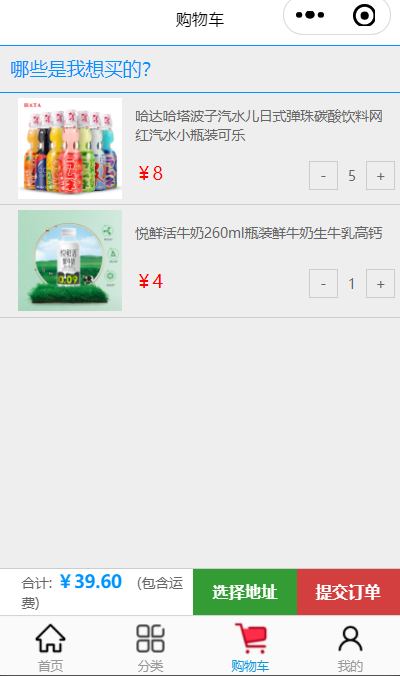 购物车
哪些是我想买的?
哈达哈塔波子汽水儿日式弹珠碳酸饮料网
红汽水小瓶装可乐
￥8
- 5 +
悦鲜活牛奶260ml瓶装鲜牛奶生牛乳高钙
￥4
- 1 +
合计: ￥39.60 (包含运
费)
选择地址
提交订单
首页
分类
购物车
我的